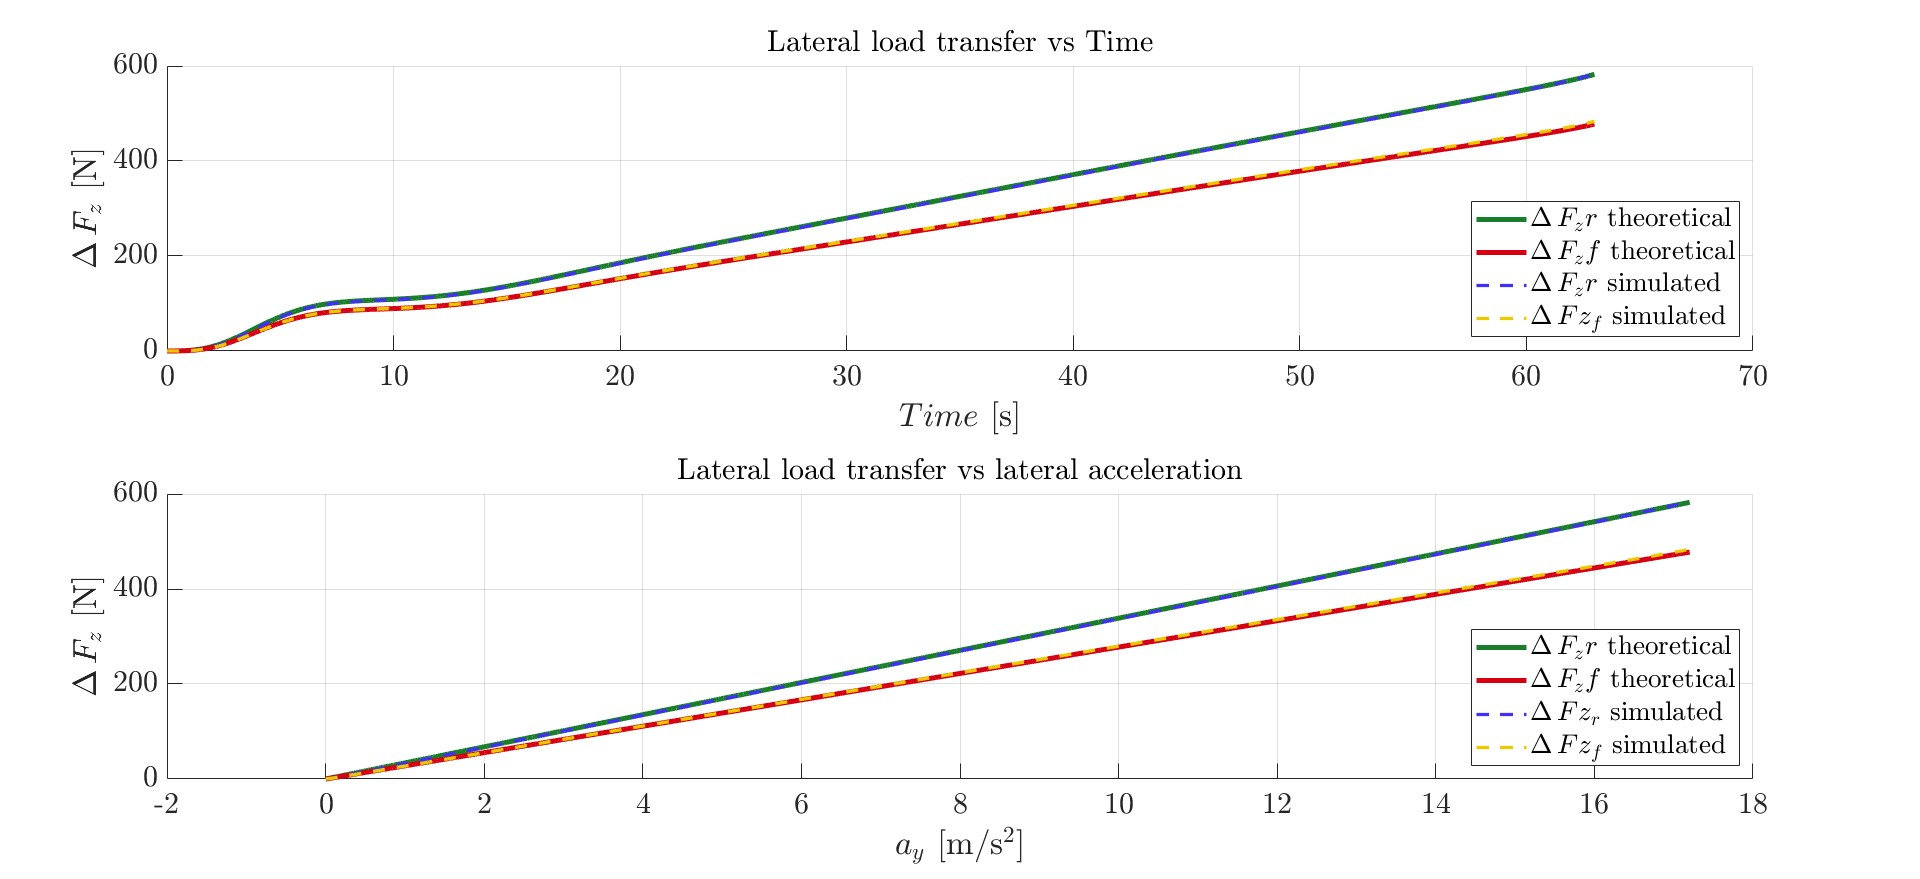 Lateral load transfer vs Time
600
400
200
0
Δ F_z [N]
0 10 20 30 40 50 60 70
Time [s]
Δ F_z r theoretical
Δ F_z f theoretical
Δ F_z r simulated
Δ Fz_f simulated
Lateral load transfer vs lateral acceleration
600
400
200
0
Δ F_z [N]
-2 0 2 4 6 8 10 12 14 16 18
a_y [m/s²]
Δ F_z r theoretical
Δ F_z f theoretical
Δ Fz_r simulated
Δ Fz_f simulated